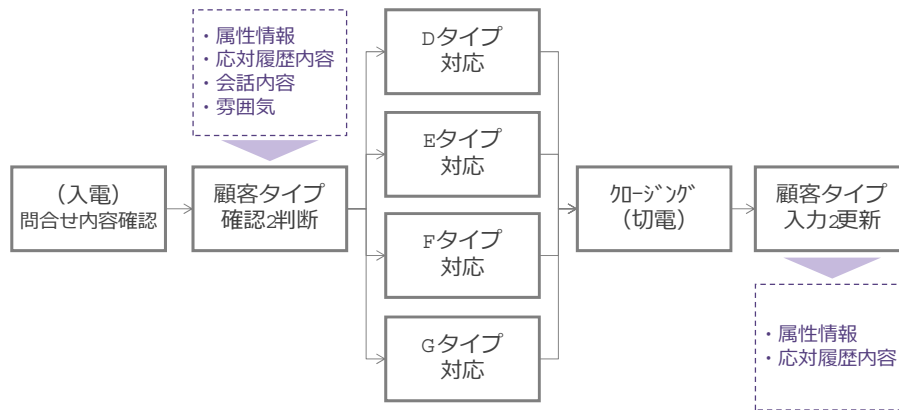 ・属性情報
・応対履歴内容
・会話内容
・雰囲気
（入電）
問合せ内容確認
顧客タイプ
確認2判断
Dタイプ
対応
Eタイプ
対応
Fタイプ
対応
Gタイプ
対応
ｸﾛｰｼﾞﾝｸﾞ
（切電）
顧客タイプ
入力2更新
・属性情報
・応対履歴内容